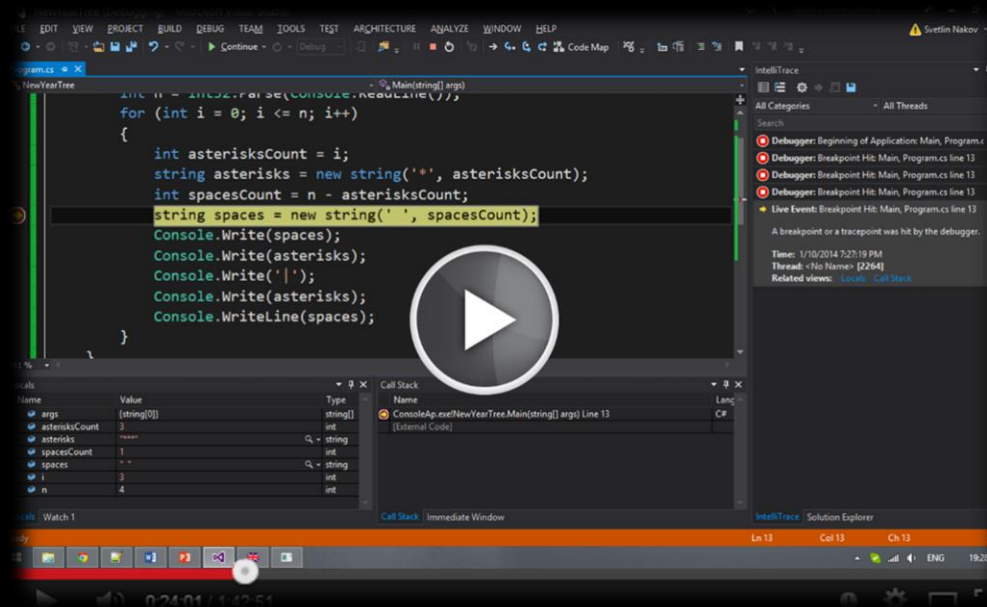 EDIT VIEW PROJECT BUILD DEBUG TEAM TOOLS TEST ARCHITECTURE ANALYZE WINDOW HELP
Svetlin Nakov
Continue Debug Code Map
NewYearTree Main(string[] args)
int n = int32.Parse(Console.ReadLine());
for (int i = 0; i <= n; i++)
{
int asterisksCount = i;
string asterisks = new string('*', asterisksCount);
int spacesCount = n - asterisksCount;
string spaces = new string(' ', spacesCount);
Console.Write(spaces);
Console.Write(asterisks);
Console.Write('|');
Console.Write(asterisks);
Console.WriteLine(spaces);
}
}
IntelliTrace
All Categories All Threads
Search
Debugger: Beginning of Application: Main, Program.c
Debugger: Breakpoint Hit: Main, Program.cs line 13
Debugger: Breakpoint Hit: Main, Program.cs line 13
Debugger: Breakpoint Hit: Main, Program.cs line 13
Live Event: Breakpoint Hit: Main, Program.cs line 13
A breakpoint or a tracepoint was hit by the debugger.
Time: 1/10/2014 7:27:19 PM
Thread: <No Name> [2264]
Related views: Locals Call Stack
Name Value Type
args {string[0]} string[]
asterisksCount 3 int
asterisks "***" string
spacesCount 1 int
spaces " " string
i 3 int
n 4 int
Watch 1
Call Stack
Name Lang
ConsoleAp.exe!NewYearTree.Main(string[] args) Line 13 C#
[External Code]
Call Stack Immediate Window
IntelliTrace Solution Explorer
Ln 13 Col 13 Ch 13
ENG 19:28
0:24:01 / 1:42:51